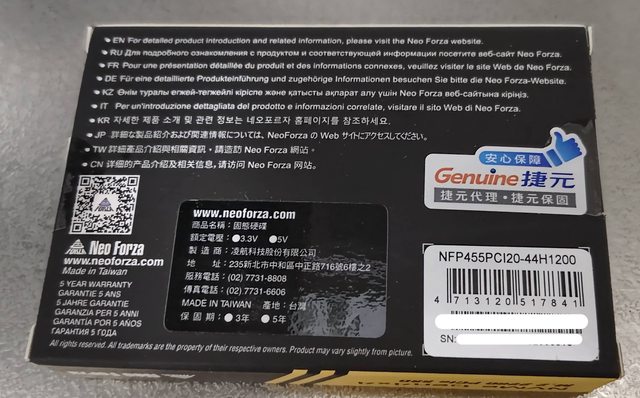 EN For detailed product introduction and related information, please visit the Neo Forza website.
RU Для подробного ознакомления с продуктом и соответствующей информации посетите веб-сайт Neo Forza.
FR Pour une présentation détaillée du produit et des informations connexes, veuillez visiter le site Web de Neo Forza.
DE Für eine detaillierte Produkteinführung und zugehörige Informationen besuchen Sie bitte die Neo Forza-Website.
KZ Өнім туралы егжей-тегжейлі кіріспе және қатысты ақпарат алу үшін Neo Forza веб-сайтына кіріңіз.
IT Per un'introduzione dettagliata del prodotto e informazioni correlate, visitare il sito Web di Neo Forza.
KR 자세한 제품 소개 및 관련 정보는 네오포르자 홈페이지를 참조하세요.
JP 詳細な製品紹介および関連情報については、NeoForza の Web サイトにアクセスしてください。
TW 詳細產品介紹與相關資訊，請造訪 Neo Forza 網站。
CN 详细的产品介绍及相关信息，请访问 Neo Forza 网站。
安心保障
Genuine 捷元
捷元代理・捷元保固
FORZA
Neo Forza
www.neoforza.com
Made in Taiwan
5 YEAR WARRANTY
GARANTIE 5 ANS
5 JAHRE GARANTIE
GARANZIA PER 5 ANNI
GARANTÍA POR 5 AÑOS
ГАРАНТИЯ 5 ГОДА
www.neoforza.com
商品名稱：固態硬碟
額定電壓：3.3V 5V
製造商：凌航科技股份有限公司
地址：235新北市中和區中正路716號6樓之2
服務電話：(02) 7731-8808
傳真電話：(02) 7731-6606
MADE IN TAIWAN 產地：台灣
保固期：3年 5年
NFP455PCI20-44H1200
4 713120 517841
SN:
All rights reserved. All trademarks are the property of their respective owners. Product may vary slightly from picture.